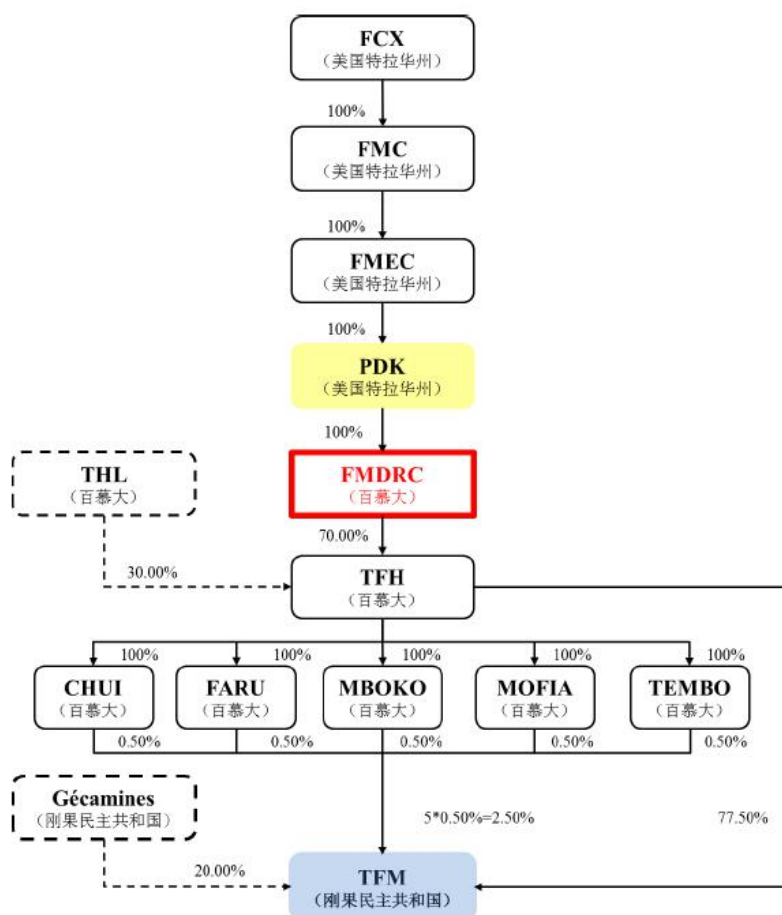 FCX
（美国特拉华州）
100%
FMC
（美国特拉华州）
100%
FMEC
（美国特拉华州）
100%
PDK
（美国特拉华州）
100%
THL
（百慕大）
FMDRC
（百慕大）
70.00%
30.00%
TFH
（百慕大）
100%
100%
100%
100%
100%
CHUI
（百慕大）
FARU
（百慕大）
MBOKO
（百慕大）
MOFIA
（百慕大）
TEMBO
（百慕大）
0.50%
0.50%
0.50%
0.50%
0.50%
Gécamines
（刚果民主共和国）
5*0.50%=2.50%
77.50%
20.00%
TFM
（刚果民主共和国）